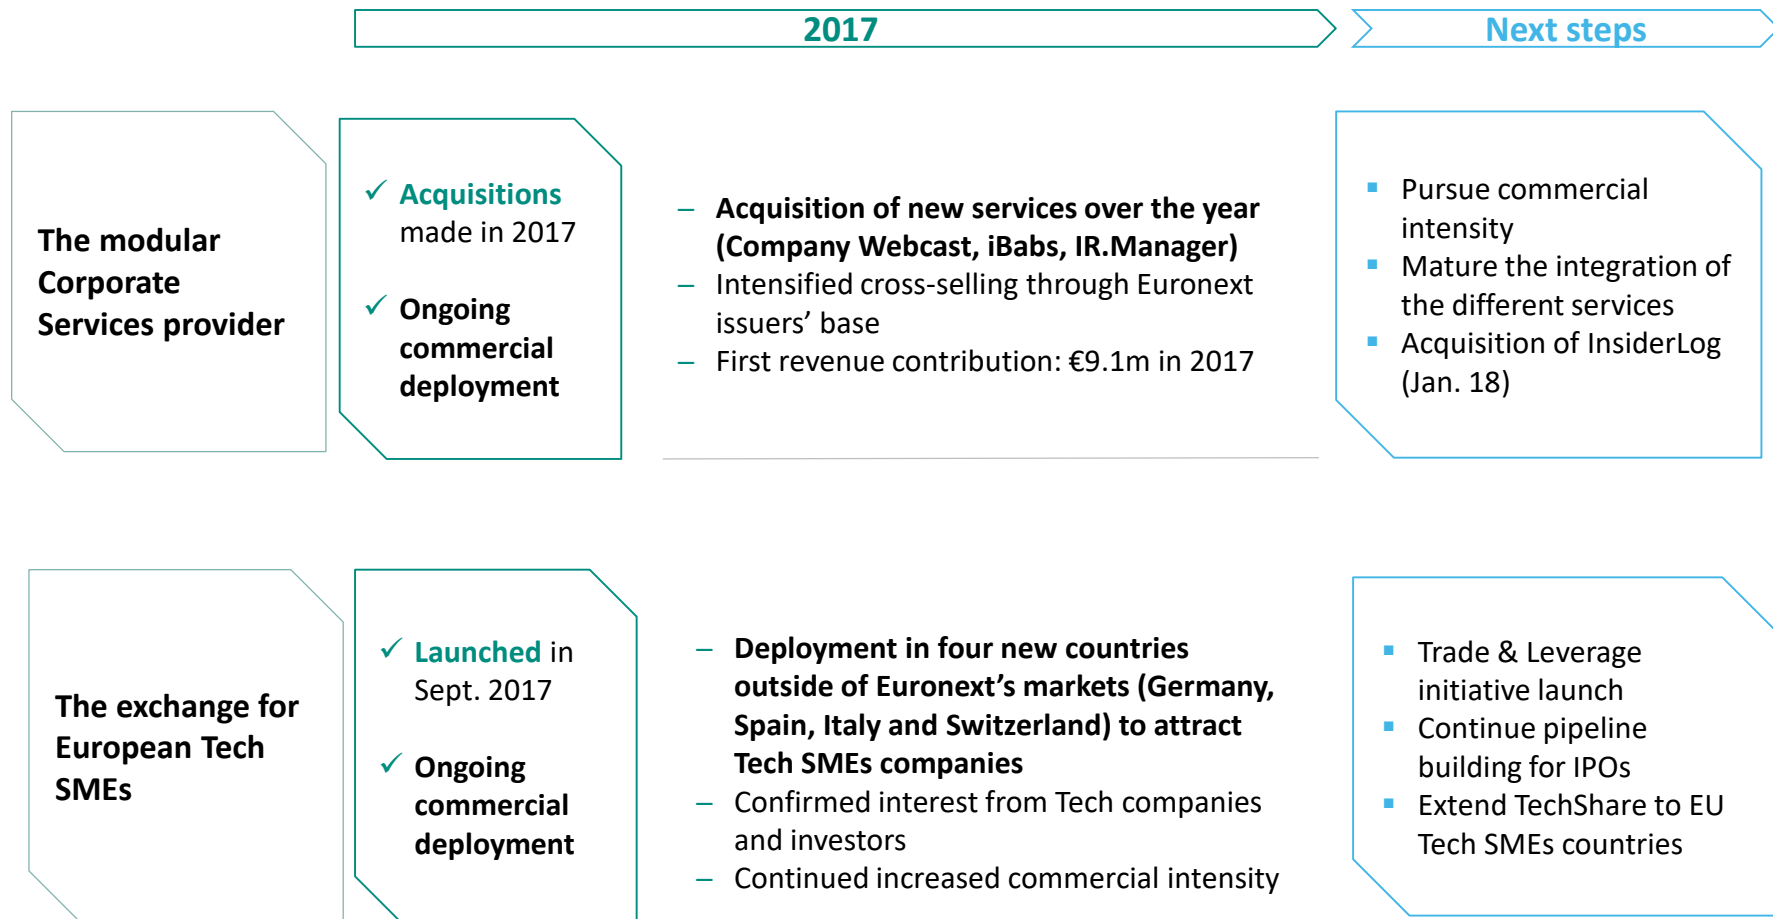 2017
Next steps
The modular
Corporate
Services provider
✓ Acquisitions
made in 2017
✓ Ongoing
commercial
deployment
– Acquisition of new services over the year
(Company Webcast, iBabs, IR.Manager)
– Intensified cross-selling through Euronext
issuers’ base
– First revenue contribution: €9.1m in 2017
▪ Pursue commercial
intensity
▪ Mature the integration of
the different services
▪ Acquisition of InsiderLog
(Jan. 18)
The exchange for
European Tech
SMEs
✓ Launched in
Sept. 2017
✓ Ongoing
commercial
deployment
– Deployment in four new countries
outside of Euronext’s markets (Germany,
Spain, Italy and Switzerland) to attract
Tech SMEs companies
– Confirmed interest from Tech companies
and investors
– Continued increased commercial intensity
▪ Trade & Leverage
initiative launch
▪ Continue pipeline
building for IPOs
▪ Extend TechShare to EU
Tech SMEs countries